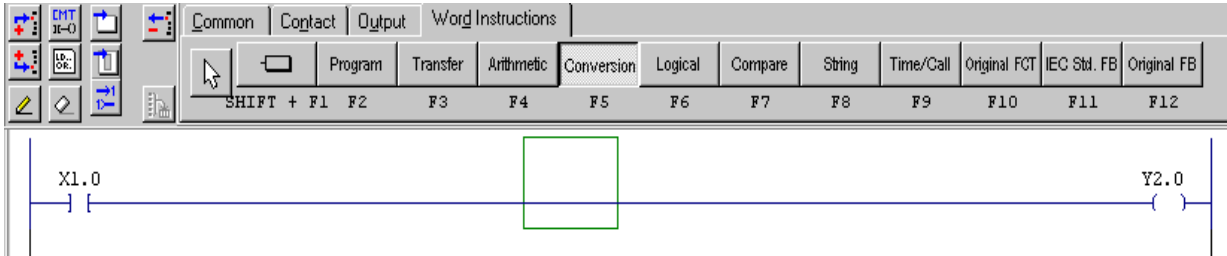 CMT
Common Contact Output Word Instructions
LD..
OR..
Program Transfer Arithmetic Conversion Logical Compare String Time/Call Original FCT IEC Std. FB Original FB
SHIFT + F1 F2 F3 F4 F5 F6 F7 F8 F9 F10 F11 F12
X1.0 Y2.0